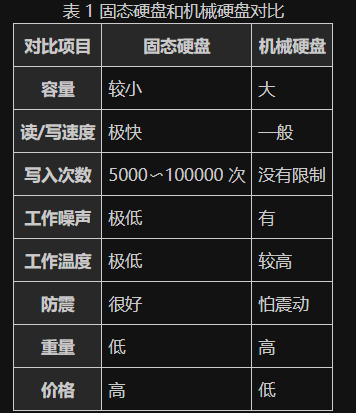 表 1 固态硬盘和机械硬盘对比
对比项目 固态硬盘 机械硬盘
容量 较小 大
读/写速度 极快 一般
写入次数 5000〜100000 次 没有限制
工作噪声 极低 有
工作温度 极低 较高
防震 很好 怕震动
重量 低 高
价格 高 低